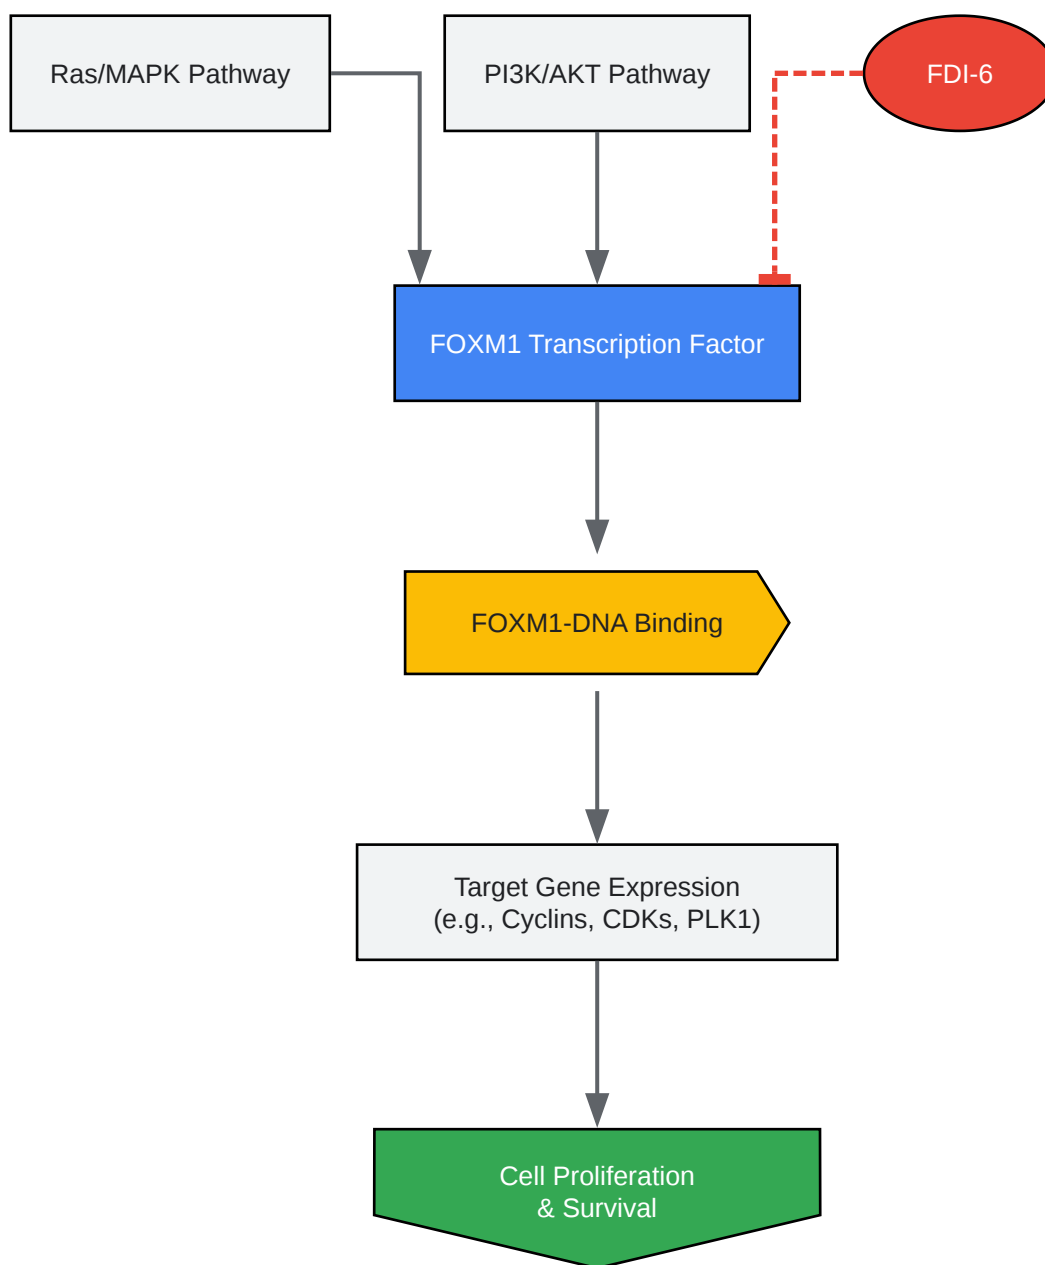 Ras/MAPK Pathway
PI3K/AKT Pathway
FDI-6
FOXM1 Transcription Factor
FOXM1-DNA Binding
Target Gene Expression
(e.g., Cyclins, CDKs, PLK1)
Cell Proliferation
& Survival